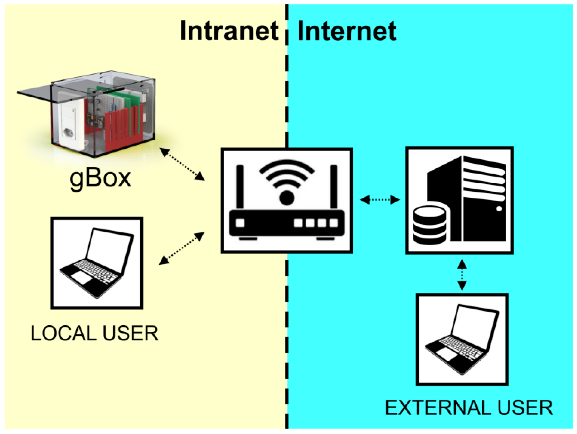 Intranet Internet
gBox
LOCAL USER
EXTERNAL USER